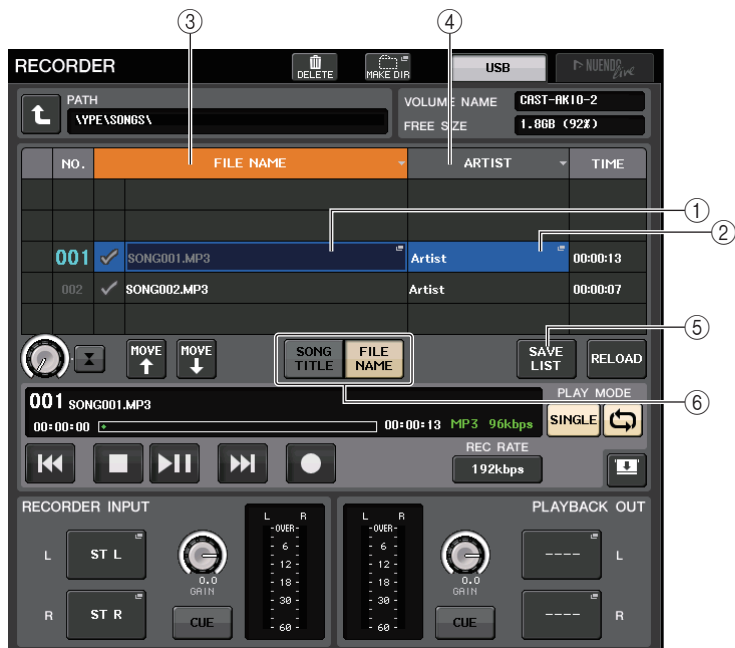 ③ ④
RECORDER DELETE MAKE DIR USB NUENDO Live
PATH
\YPE\SONGS\
VOLUME NAME CAST-AKIO-2
FREE SIZE 1.8GB (92%)
NO. FILE NAME ARTIST TIME
①
②
001 SONG001.MP3 Artist 00:00:13
002 SONG002.MP3 Artist 00:00:07
⑤
MOVE MOVE SONG TITLE FILE NAME SAVE LIST RELOAD
⑥
001 SONG001.MP3
00:00:00 00:00:13 MP3 96kbps
PLAY MODE
SINGLE
REC RATE
192kbps
RECORDER INPUT
L ST L
R ST R
0.0
GAIN
CUE
L R
-OVER-
- 6 -
- 12 -
- 18 -
- 30 -
- 60 -
PLAYBACK OUT
L R
-OVER-
- 6 -
- 12 -
- 18 -
- 30 -
- 60 -
0.0
GAIN
CUE
---- L
---- R